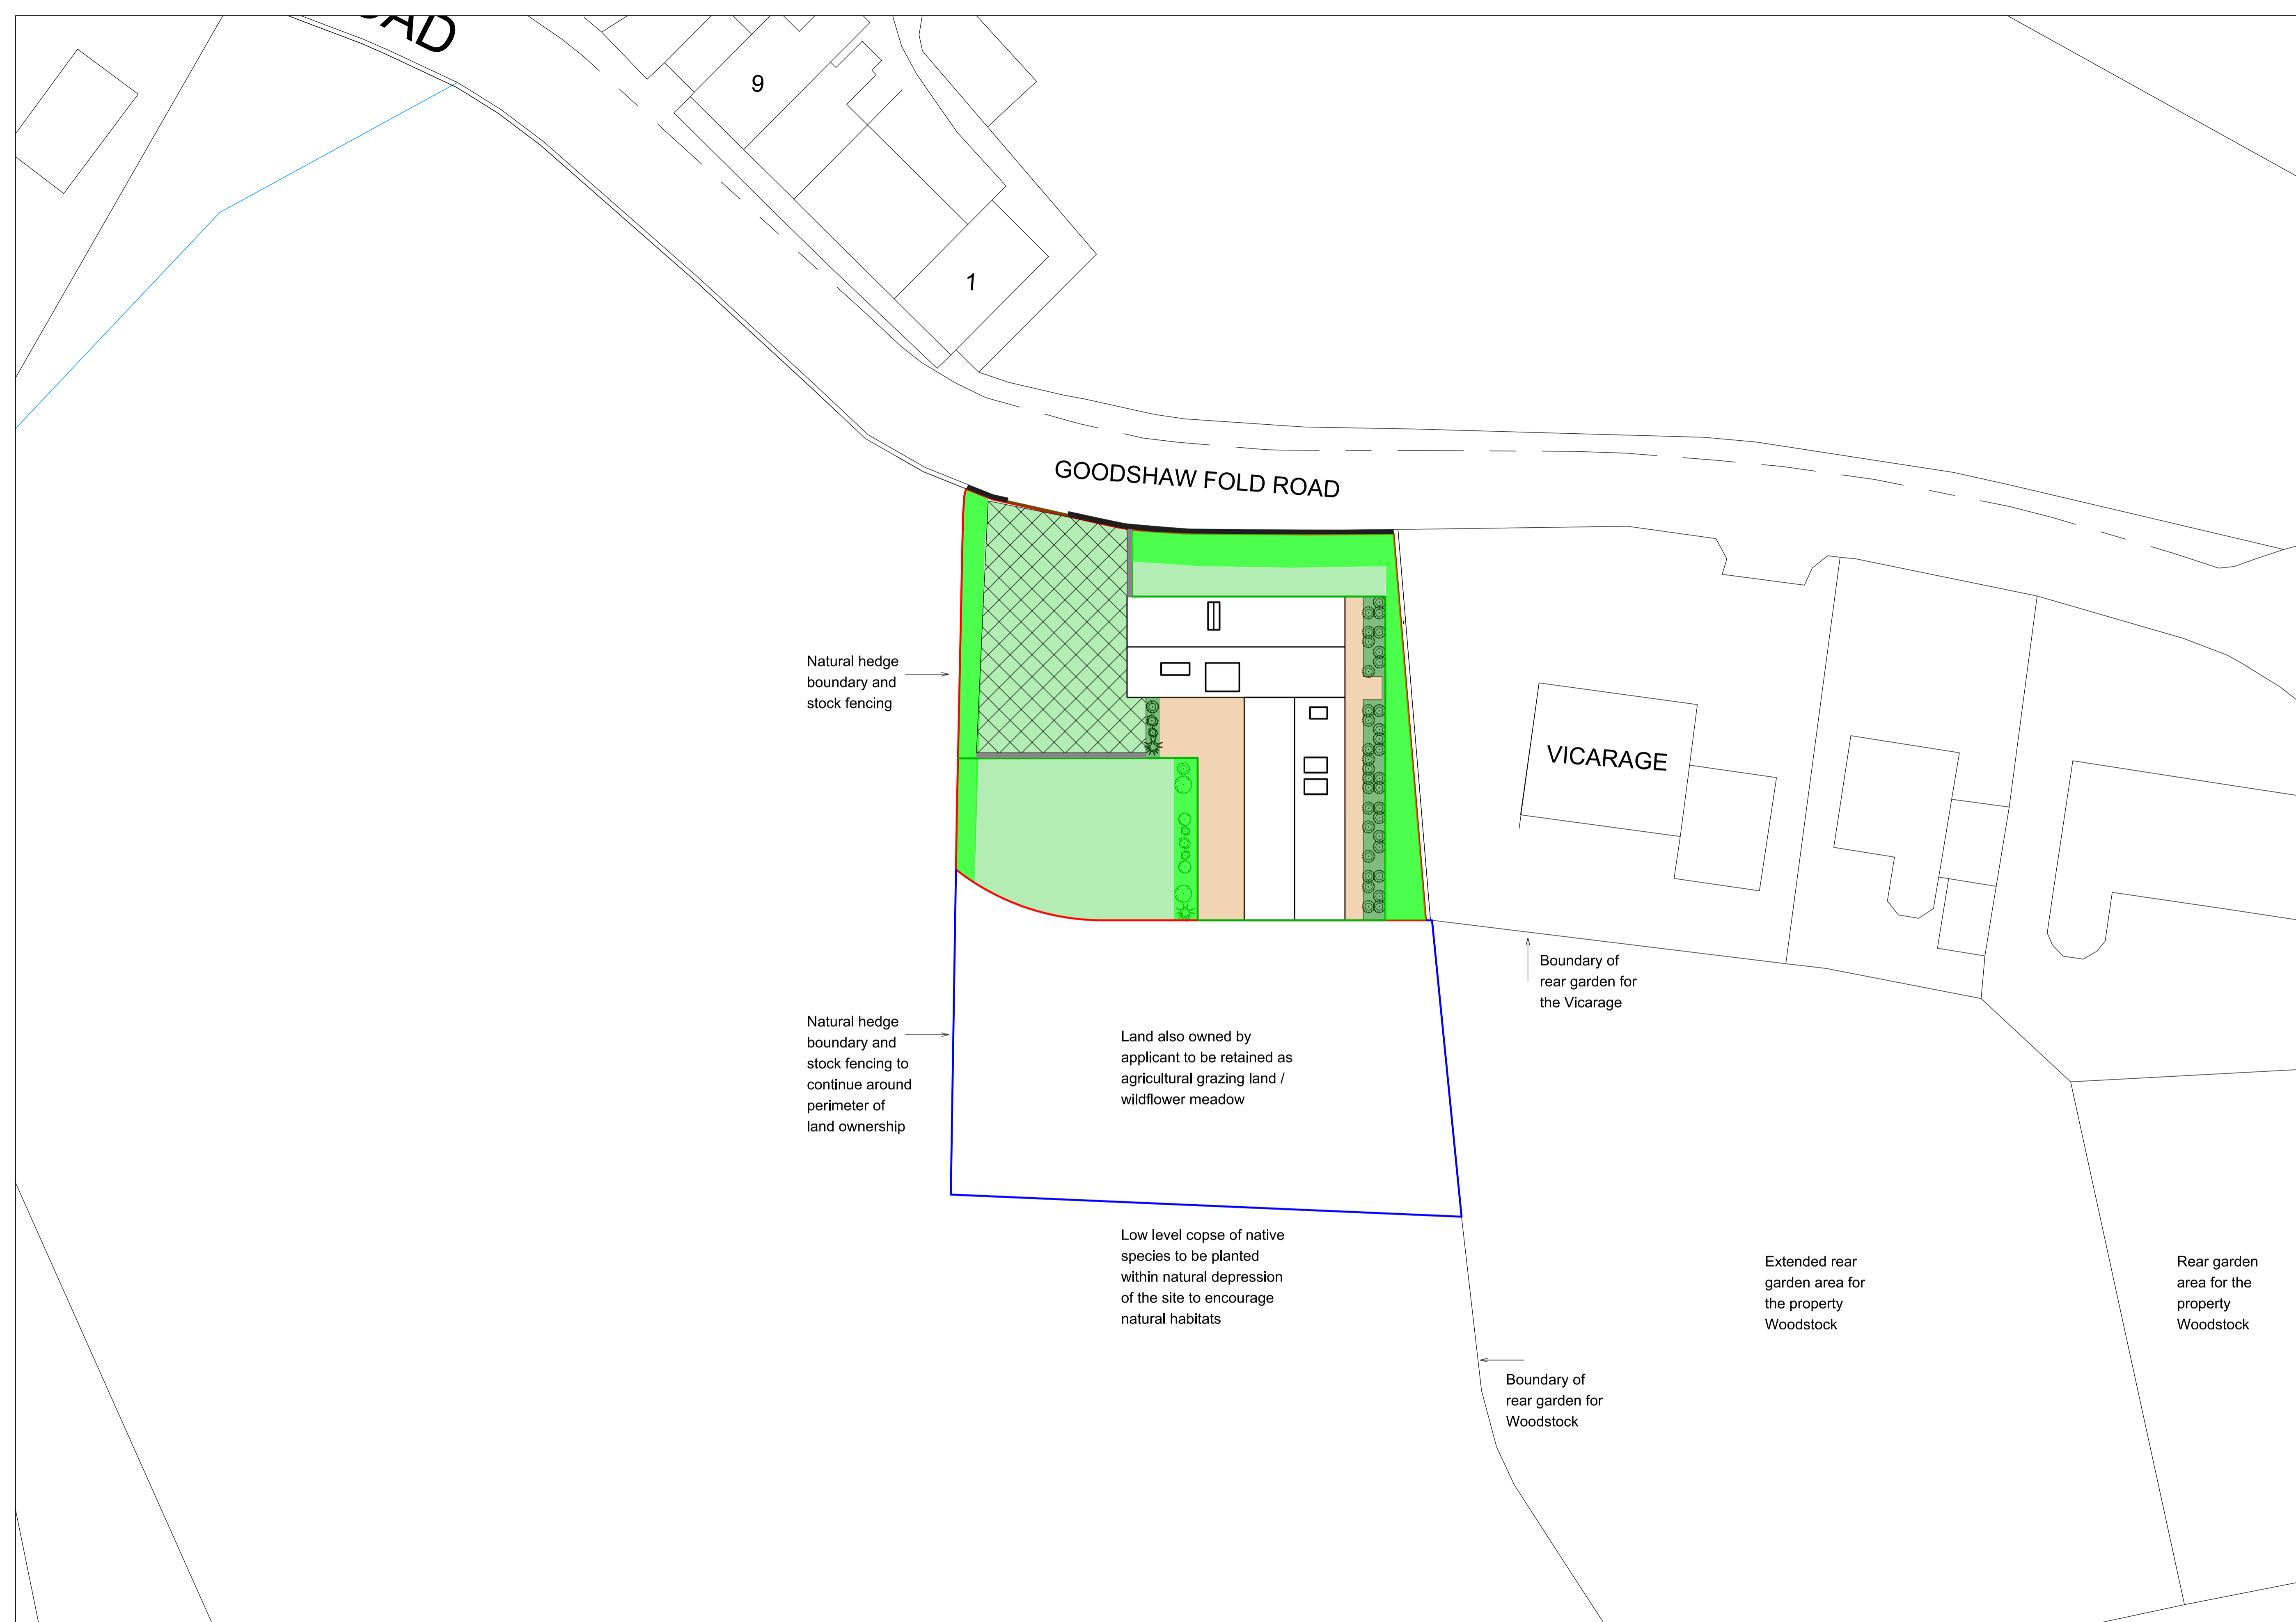 9
1
GOODSHAW FOLD ROAD
Natural hedge
boundary and
stock fencing
VICARAGE
Boundary of
rear garden for
the Vicarage
Natural hedge
boundary and
stock fencing to
continue around
perimeter of
land ownership
Land also owned by
applicant to be retained as
agricultural grazing land /
wildflower meadow
Low level copse of native
species to be planted
within natural depression
of the site to encourage
natural habitats
Extended rear
garden area for
the property
Woodstock
Rear garden
area for the
property
Woodstock
Boundary of
rear garden for
Woodstock